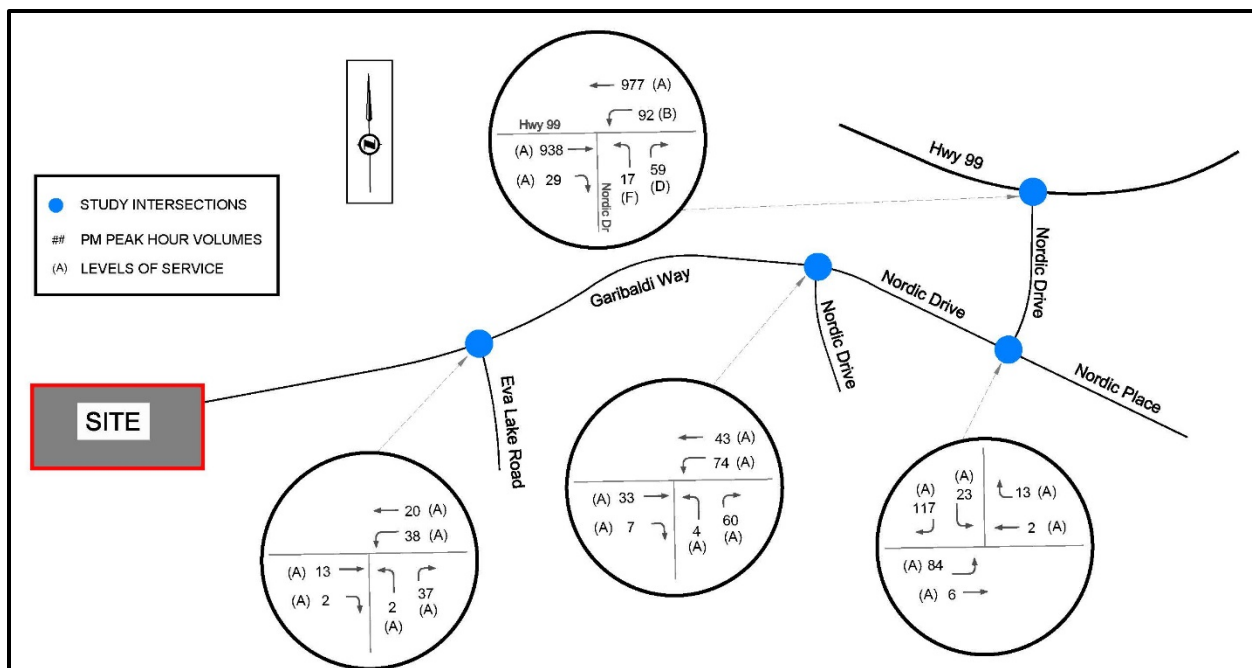 977 (A)
92 (B)
Hwy 99
(A) 938
(A) 29
Nordic Dr
17
(F)
59
(D)
Hwy 99
STUDY INTERSECTIONS
## PM PEAK HOUR VOLUMES
(A) LEVELS OF SERVICE
Garibaldi Way
Nordic Drive
Nordic Drive
Nordic Drive
Nordic Place
Eva Lake Road
SITE
20 (A)
38 (A)
(A) 13
(A) 2
2
(A)
37
(A)
43 (A)
74 (A)
(A) 33
(A) 7
4
(A)
60
(A)
(A)
117
(A)
23
13 (A)
2 (A)
(A) 84
(A) 6